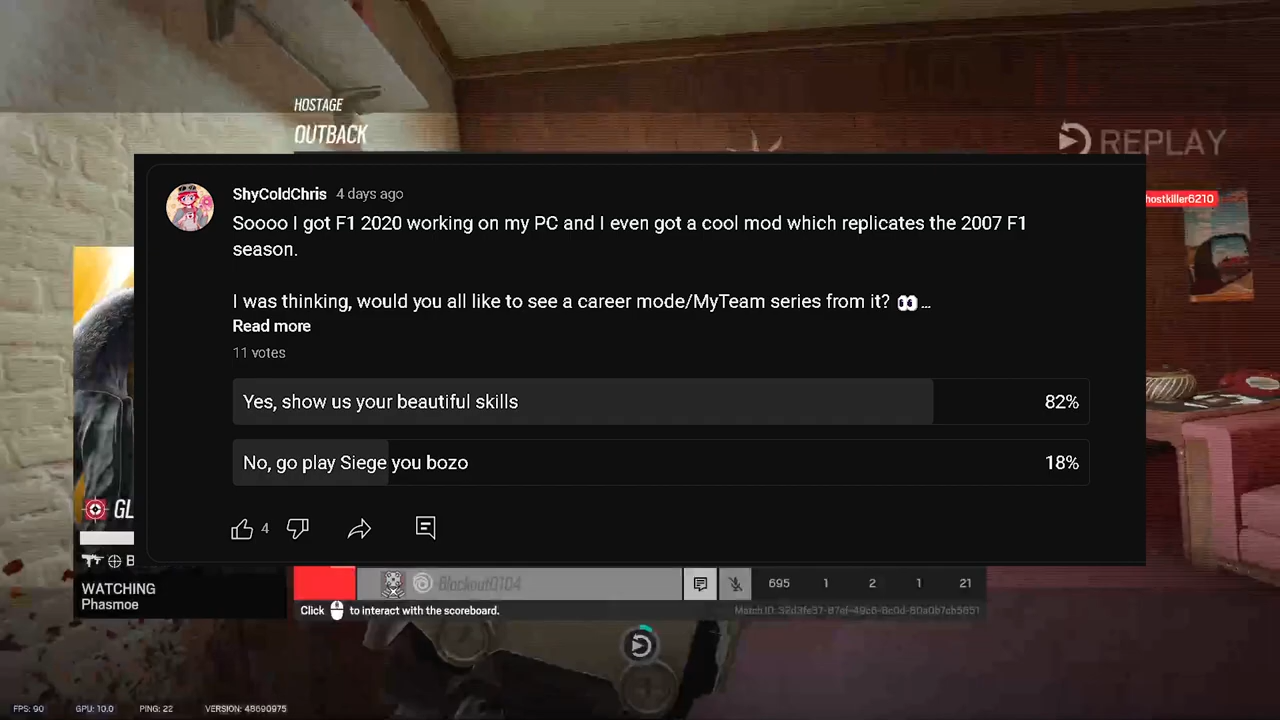 HOSTAGE
OUTBACK
REPLAY
ShyColdChris 4 days ago
Soooo I got F1 2020 working on my PC and I even got a cool mod which replicates the 2007 F1
season.
I was thinking, would you all like to see a career mode/MyTeam series from it? 👀 ...
Read more
11 votes
Yes, show us your beautiful skills 82%
No, go play Siege you bozo 18%
4
hostkiller6210
GL
B
WATCHING
Phasmoe
Blackout0104 695 1 2 1 21
Click to interact with the scoreboard.
FPS: 90 GPU: 10.0 PING: 22 VERSION: 48690975